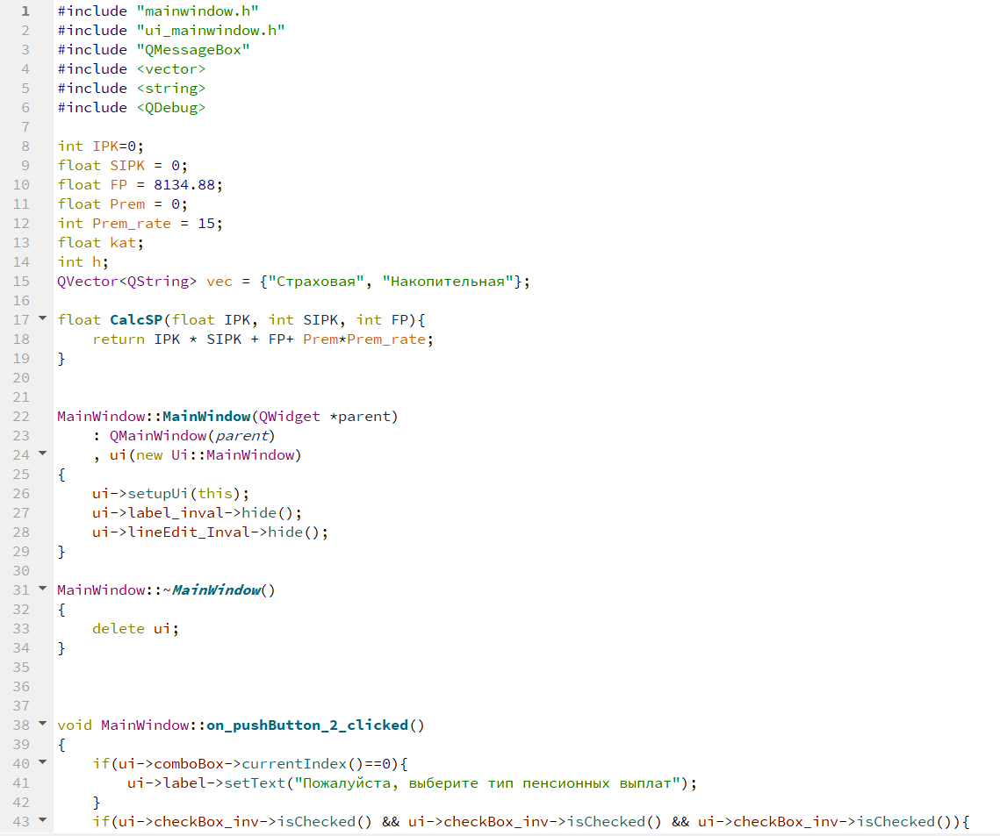 1 #include "mainwindow.h"
2 #include "ui_mainwindow.h"
3 #include "QMessageBox"
4 #include <vector>
5 #include <string>
6 #include <QDebug>
7
8 int IPK=0;
9 float SIPK = 0;
10 float FP = 8134.88;
11 float Prem = 0;
12 int Prem_rate = 15;
13 float kat;
14 int h;
15 QVector<QString> vec = {"Страховая", "Накопительная"};
16
17 float CalcSP(float IPK, int SIPK, int FP){
18     return IPK * SIPK + FP+ Prem*Prem_rate;
19 }
20
21
22 MainWindow::MainWindow(QWidget *parent)
23     : QMainWindow(parent)
24     , ui(new Ui::MainWindow)
25 {
26     ui->setupUi(this);
27     ui->label_inval->hide();
28     ui->lineEdit_Inval->hide();
29 }
30
31 MainWindow::~MainWindow()
32 {
33     delete ui;
34 }
35
36
37
38 void MainWindow::on_pushButton_2_clicked()
39 {
40     if(ui->comboBox->currentIndex()==0){
41         ui->label->setText("Пожалуйста, выберите тип пенсионных выплат");
42     }
43     if(ui->checkBox_inv->isChecked() && ui->checkBox_inv->isChecked() && ui->checkBox_inv->isChecked()){